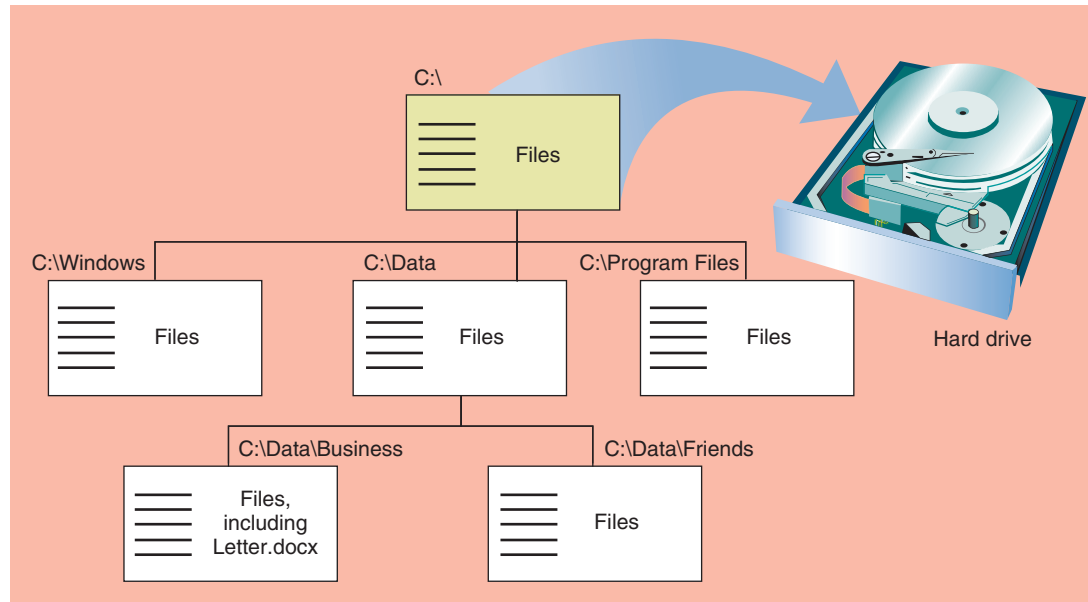 C:\
Files
C:\Windows
C:\Data
C:\Program Files
Files
Files
Files
Hard drive
C:\Data\Business
C:\Data\Friends
Files,
including
Letter.docx
Files